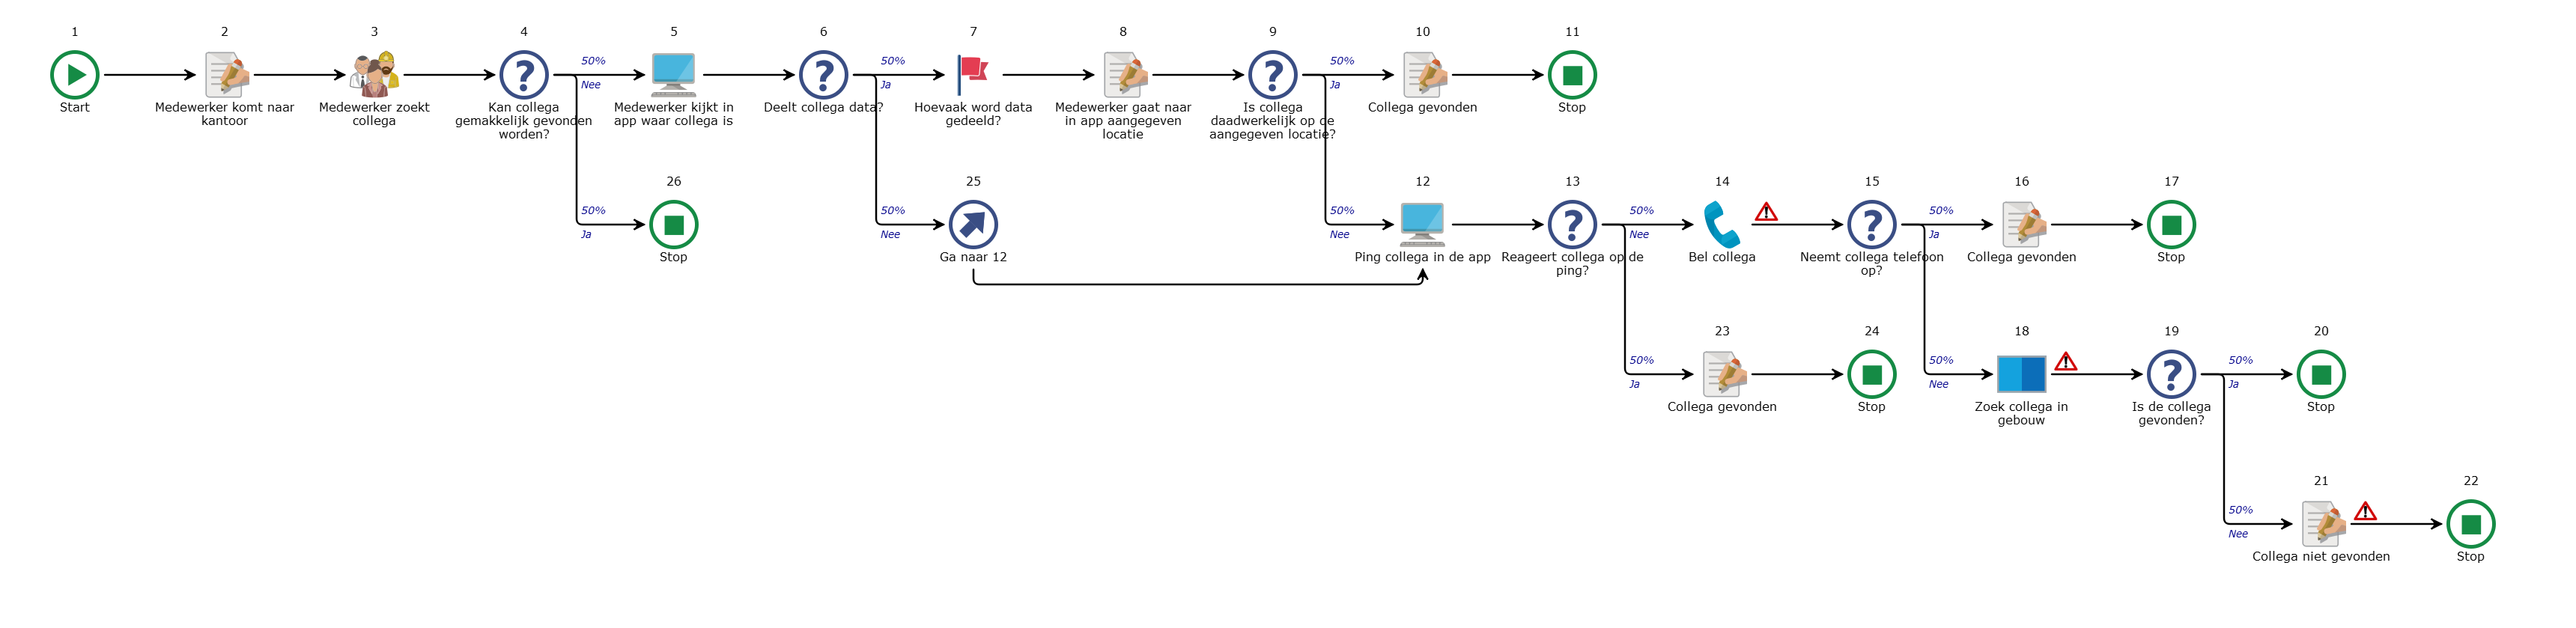 1
2
3
4
5
6
7
8
9
10
11
50%
Nee
50%
Ja
50%
Ja
Start
Medewerker komt naar
kantoor
Medewerker zoekt
collega
Kan collega
gemakkelijk gevonden
worden?
Medewerker kijkt in
app waar collega is
Deelt collega data?
Hoevaak word data
gedeeld?
Medewerker gaat naar
in app aangegeven
locatie
Is collega
daadwerkelijk op de
aangegeven locatie?
Collega gevonden
Stop
26
25
12
13
14
15
16
17
50%
Ja
50%
Nee
50%
Nee
50%
Nee
50%
Ja
Stop
Ga naar 12
Ping collega in de app
Reageert collega op de
ping?
Bel collega
Neemt collega telefoon
op?
Collega gevonden
Stop
23
24
18
19
20
50%
Ja
50%
Nee
50%
Ja
Collega gevonden
Stop
Zoek collega in
gebouw
Is de collega
gevonden?
Stop
21
22
50%
Nee
Collega niet gevonden
Stop